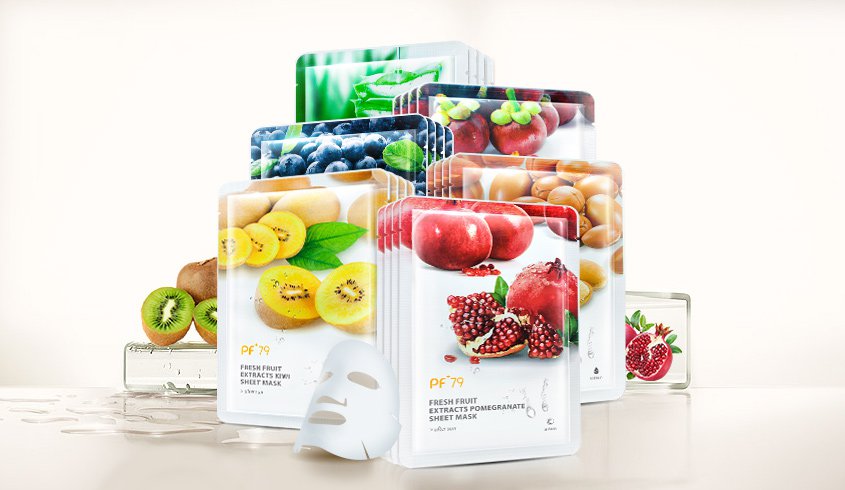 PF+79
FRESH FRUIT
EXTRACTS KIWI
SHEET MASK
PF+79
FRESH FRUIT
EXTRACTS POMEGRANATE
SHEET MASK